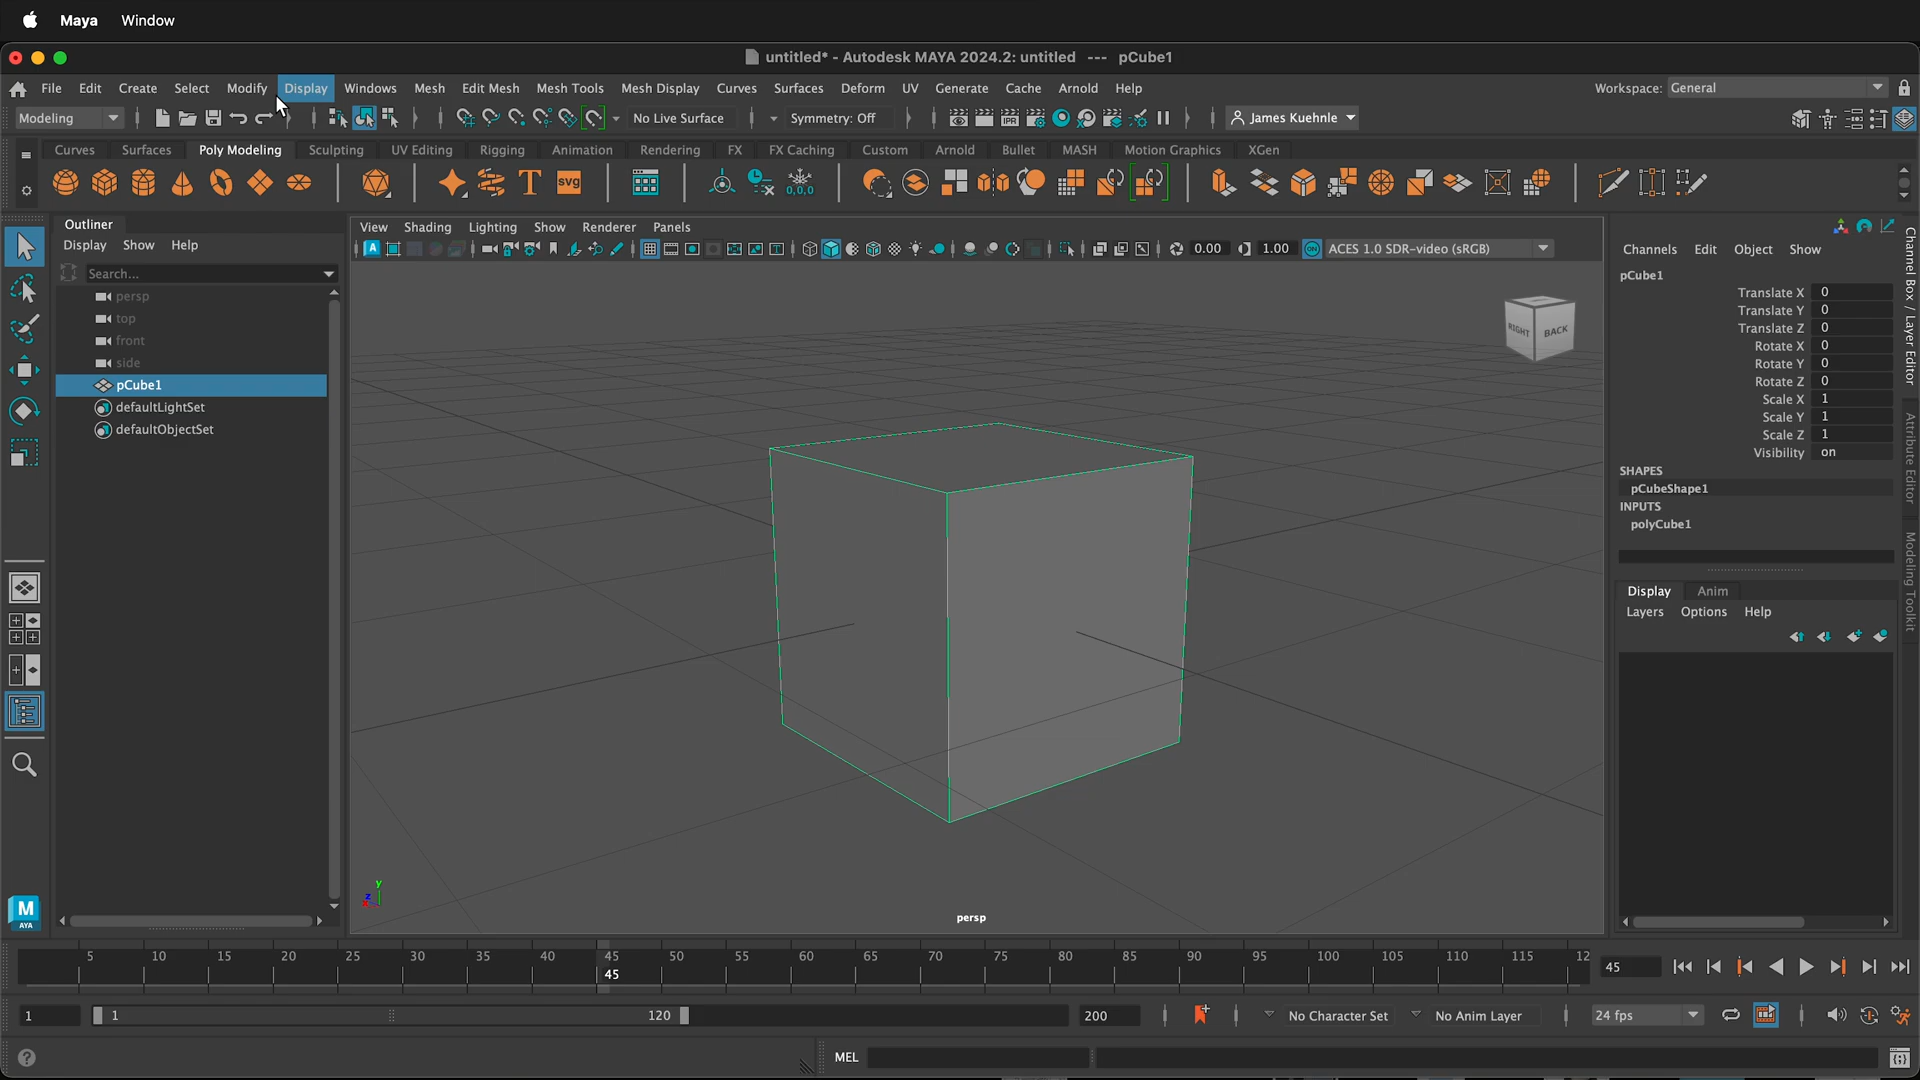 Maya Window
untitled* - Autodesk MAYA 2024.2: untitled --- pCube1
File Edit Create Select Modify Display Windows Mesh Edit Mesh Mesh Tools Mesh Display Curves Surfaces Deform UV Generate Cache Arnold Help Workspace: General
Modeling No Live Surface Symmetry: Off IPR James Kuehnle
Curves Surfaces Poly Modeling Sculpting UV Editing Rigging Animation Rendering FX FX Caching Custom Arnold Bullet MASH Motion Graphics XGen
T SVG 0,0,0
Outliner
Display Show Help
Search...
persp
top
front
side
pCube1
defaultLightSet
defaultObjectSet
View Shading Lighting Show Renderer Panels
A T 0.00 1.00 ON ACES 1.0 SDR-video (sRGB)
RIGHT BACK
y
z
x
persp
Channels Edit Object Show
pCube1
Translate X 0
Translate Y 0
Translate Z 0
Rotate X 0
Rotate Y 0
Rotate Z 0
Scale X 1
Scale Y 1
Scale Z 1
Visibility on
SHAPES
pCubeShape1
INPUTS
polyCube1
Display Anim
Layers Options Help
Channel Box / Layer Editor
Attribute Editor
Modeling Toolkit
M
AYA
5 10 15 20 25 30 35 40 45 50 55 60 65 70 75 80 85 90 95 100 105 110 115 12
45
45
1 1 120 200 No Character Set No Anim Layer 24 fps
? MEL